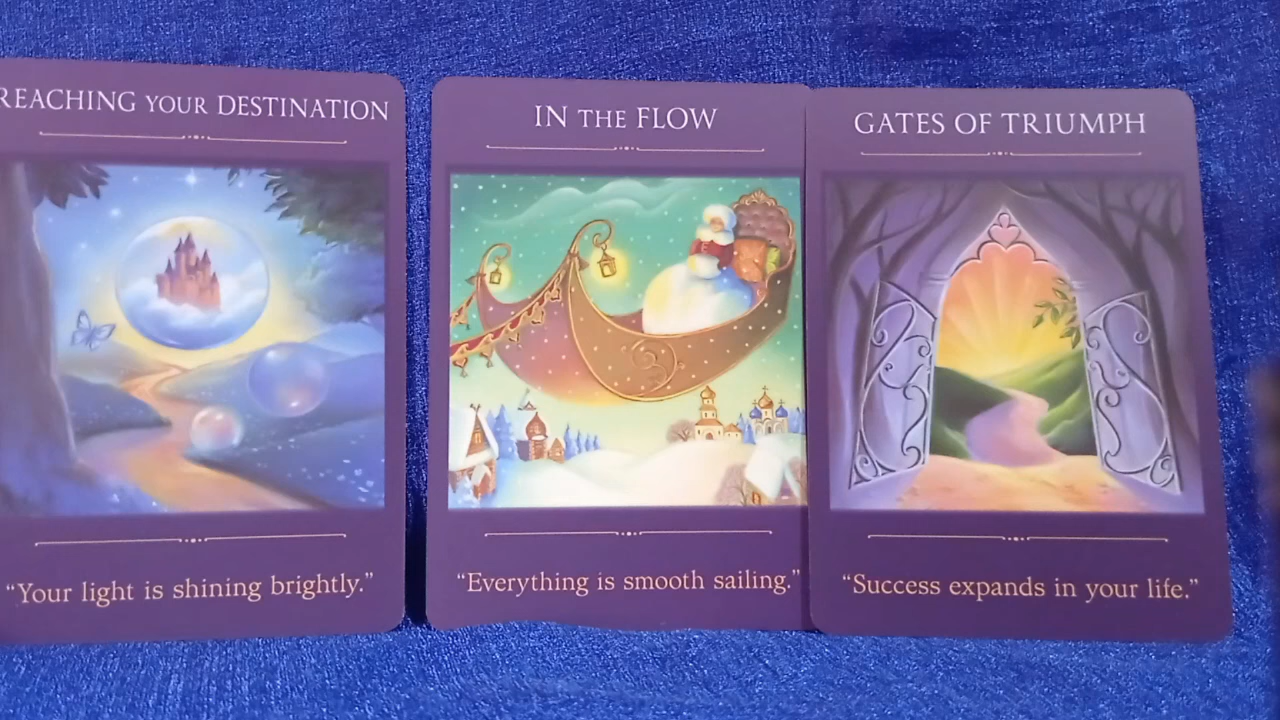 REACHING YOUR DESTINATION
"Your light is shining brightly."
IN THE FLOW
"Everything is smooth sailing."
GATES OF TRIUMPH
"Success expands in your life."